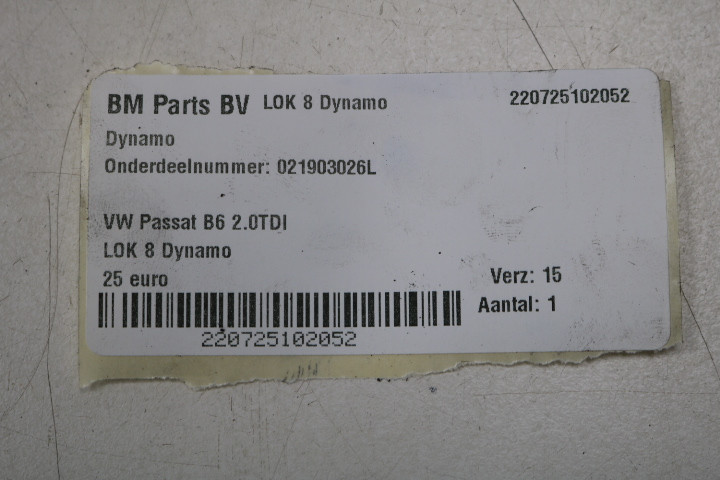 BM Parts BV LOK 8 Dynamo 220725102052
Dynamo
Onderdeelnummer: 021903026L
VW Passat B6 2.0TDI
LOK 8 Dynamo
25 euro Verz: 15
Aantal: 1
220725102052